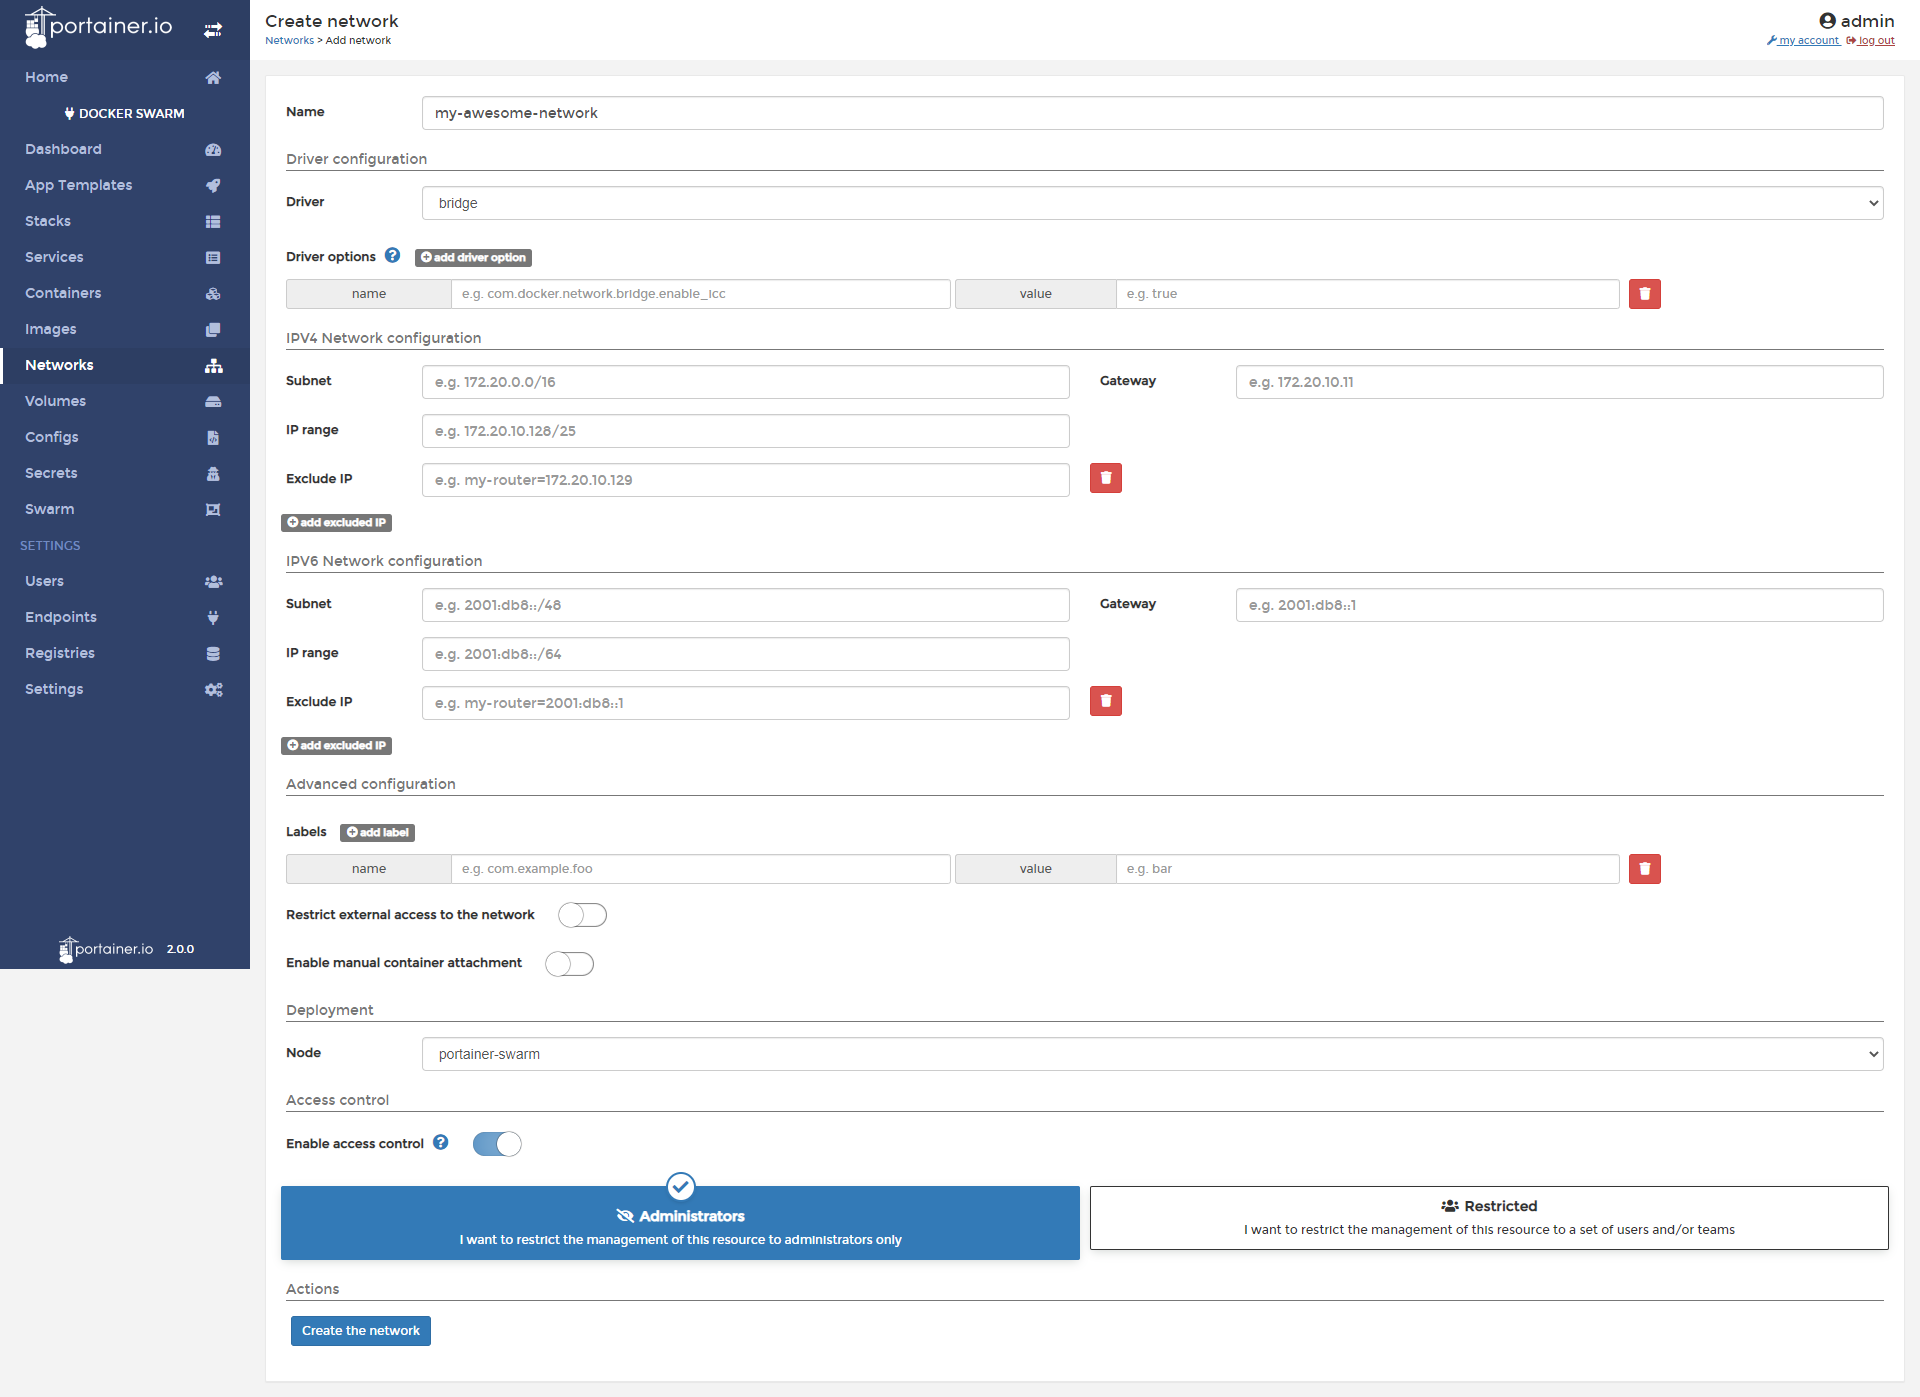 portainer.io
Home
DOCKER SWARM
Dashboard
App Templates
Stacks
Services
Containers
Images
Networks
Volumes
Configs
Secrets
Swarm
SETTINGS
Users
Endpoints
Registries
Settings
portainer.io 2.0.0
Create network
Networks > Add network
admin
my account log out
Name my-awesome-network
Driver configuration
Driver bridge
Driver options ? add driver option
name e.g. com.docker.network.bridge.enable_icc value e.g. true
IPV4 Network configuration
Subnet e.g. 172.20.0.0/16 Gateway e.g. 172.20.10.11
IP range e.g. 172.20.10.128/25
Exclude IP e.g. my-router=172.20.10.129
add excluded IP
IPV6 Network configuration
Subnet e.g. 2001:db8::/48 Gateway e.g. 2001:db8::1
IP range e.g. 2001:db8::/64
Exclude IP e.g. my-router=2001:db8::1
add excluded IP
Advanced configuration
Labels add label
name e.g. com.example.foo value e.g. bar
Restrict external access to the network
Enable manual container attachment
Deployment
Node portainer-swarm
Access control
Enable access control ?
Administrators
I want to restrict the management of this resource to administrators only
Restricted
I want to restrict the management of this resource to a set of users and/or teams
Actions
Create the network